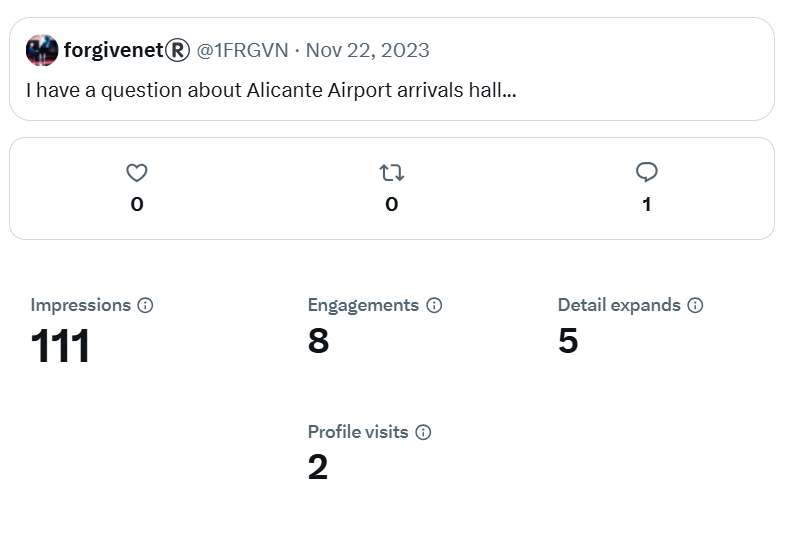 forgivenet® @1FRGVN · Nov 22, 2023
I have a question about Alicante Airport arrivals hall...
0 0 1
Impressions Engagements Detail expands
111 8 5
Profile visits
2